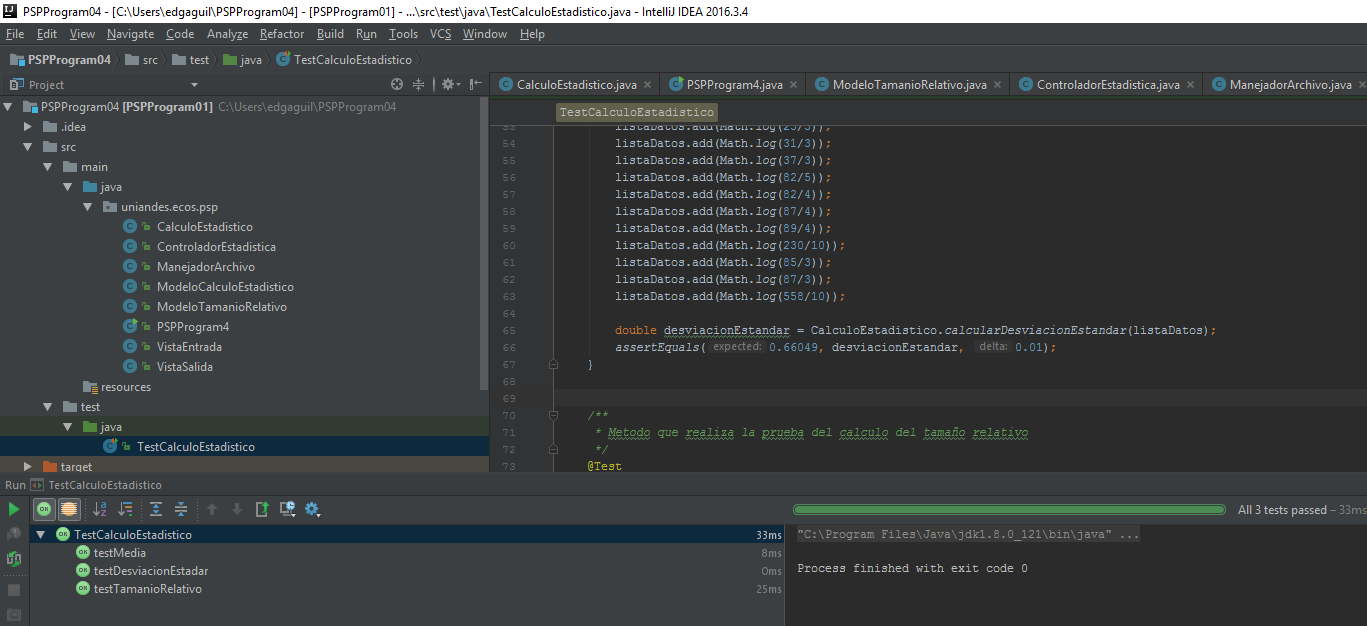 PSPProgram04 - [C:\Users\edgaguil\PSPProgram04] - [PSPProgram01] - ...\src\test\java\TestCalculoEstadistico.java - IntelliJ IDEA 2016.3.4
File Edit View Navigate Code Analyze Refactor Build Run Tools VCS Window Help
PSPProgram04 src test java TestCalculoEstadistico
Project
CalculoEstadistico.java PSPProgram4.java ModeloTamanioRelativo.java ControladorEstadistica.java ManejadorArchivo.java
PSPProgram04 [PSPProgram01] C:\Users\edgaguil\PSPProgram04
.idea
src
main
java
uniandes.ecos.psp
CalculoEstadistico
ControladorEstadistica
ManejadorArchivo
ModeloCalculoEstadistico
ModeloTamanioRelativo
PSPProgram4
VistaEntrada
VistaSalida
resources
test
java
TestCalculoEstadistico
target
TestCalculoEstadistico
53 listaDatos.add(Math.log(25/3));
54 listaDatos.add(Math.log(31/3));
55 listaDatos.add(Math.log(37/3));
56 listaDatos.add(Math.log(82/5));
57 listaDatos.add(Math.log(82/4));
58 listaDatos.add(Math.log(87/4));
59 listaDatos.add(Math.log(89/4));
60 listaDatos.add(Math.log(230/10));
61 listaDatos.add(Math.log(85/3));
62 listaDatos.add(Math.log(87/3));
63 listaDatos.add(Math.log(558/10));
64
65 double desviacionEstandar = CalculoEstadistico.calcularDesviacionEstandar(listaDatos);
66 assertEquals( expected: 0.66049, desviacionEstandar, delta: 0.01);
67 }
68
69
70 /**
71 * Metodo que realiza la prueba del calculo del tamaño relativo
72 */
73 @Test
Run TestCalculoEstadistico
All 3 tests passed – 33ms
TestCalculoEstadistico 33ms
testMedia 8ms
testDesviacionEstadar 0ms
testTamanioRelativo 25ms
"C:\Program Files\Java\jdk1.8.0_121\bin\java" ...
Process finished with exit code 0